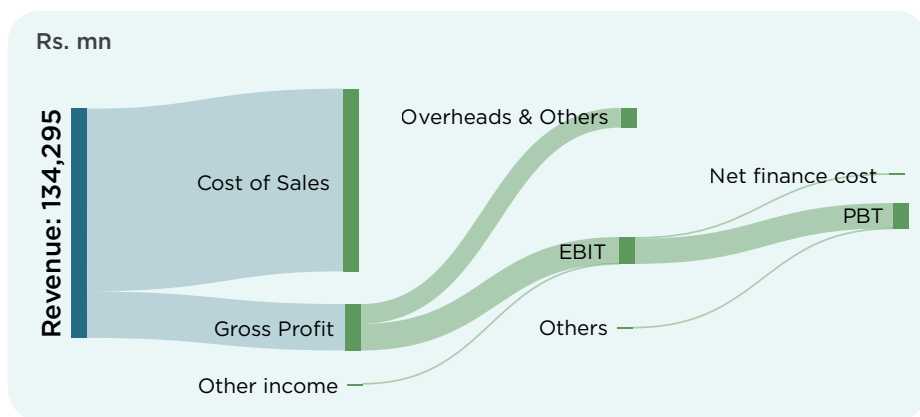 Rs. mn
Revenue: 134,295
Cost of Sales
Gross Profit
Other income
Overheads & Others
EBIT
Others
Net finance cost
PBT